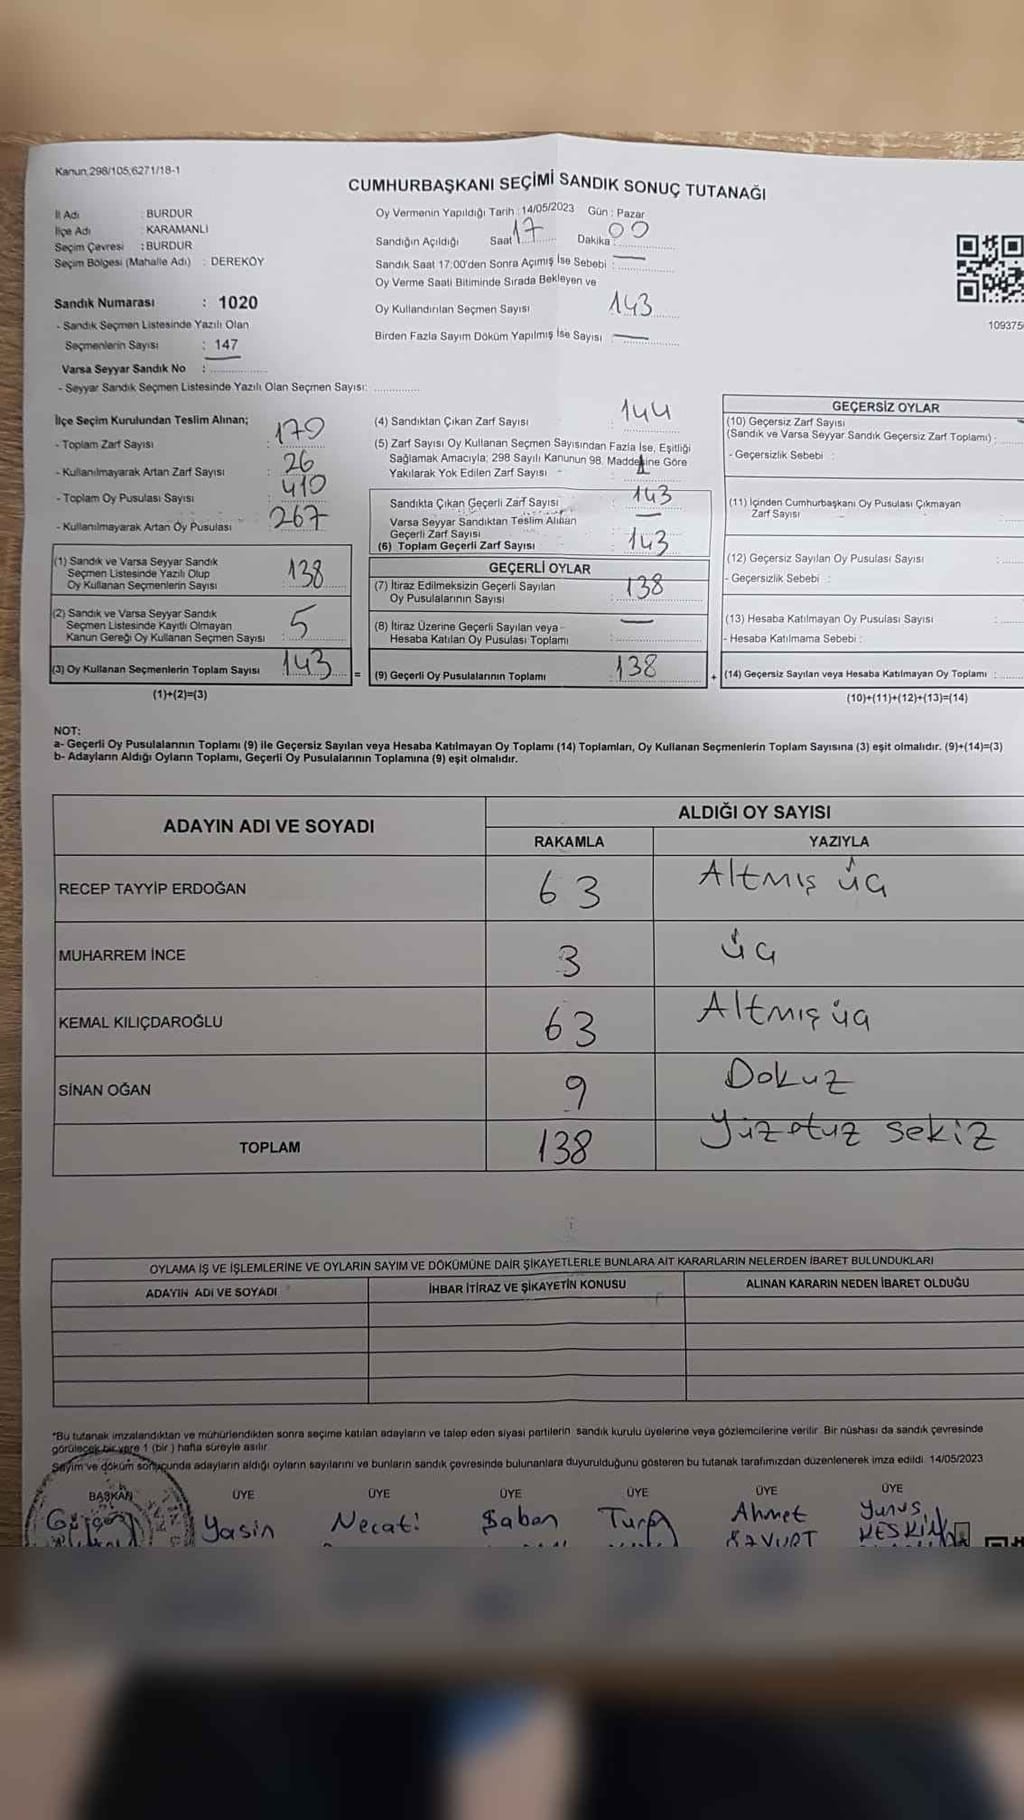 Kanun,298/105,6271/18-1
CUMHURBAŞKANI SEÇİMİ SANDIK SONUÇ TUTANAĞI
İl Adı : BURDUR
İlçe Adı : KARAMANLI
Seçim Çevresi : BURDUR
Seçim Bölgesi (Mahalle Adı) : DEREKÖY
Sandık Numarası : 1020
- Sandık Seçmen Listesinde Yazılı Olan
Seçmenlerin Sayısı : 147
Varsa Seyyar Sandık No :
- Seyyar Sandık Seçmen Listesinde Yazılı Olan Seçmen Sayısı:
Oy Vermenin Yapıldığı Tarih : 14/05/2023 Gün : Pazar
Sandığın Açıldığı Saat 17 Dakika : 00
Sandık Saat 17:00'den Sonra Açımış İse Sebebi : —
Oy Verme Saati Bitiminde Sırada Bekleyen ve
Oy Kullandırılan Seçmen Sayısı 143
Birden Fazla Sayım Döküm Yapılmış İse Sayısı —
109375
İlçe Seçim Kurulundan Teslim Alınan;
- Toplam Zarf Sayısı : 170
- Kullanılmayarak Artan Zarf Sayısı : 26
- Toplam Oy Pusulası Sayısı : 410
- Kullanılmayarak Artan Oy Pusulası : 267
(1) Sandık ve Varsa Seyyar Sandık
Seçmen Listesinde Yazılı Olup
Oy Kullanan Seçmenlerin Sayısı : 138
(2) Sandık ve Varsa Seyyar Sandık
Seçmen Listesinde Kayıtlı Olmayan
Kanun Gereği Oy Kullanan Seçmen Sayısı : 5
(3) Oy Kullanan Seçmenlerin Toplam Sayısı : 143
(1)+(2)=(3)
(4) Sandıktan Çıkan Zarf Sayısı : 144
(5) Zarf Sayısı Oy Kullanan Seçmen Sayısından Fazla İse, Eşitliği
Sağlamak Amacıyla; 298 Sayılı Kanunun 98. Maddesine Göre
Yakılarak Yok Edilen Zarf Sayısı 1
Sandıkta Çıkan Geçerli Zarf Sayısı 143
Varsa Seyyar Sandıktan Teslim Alınan
Geçerli Zarf Sayısı —
(6) Toplam Geçerli Zarf Sayısı 143
GEÇERLİ OYLAR
(7) İtiraz Edilmeksizin Geçerli Sayılan
Oy Pusulalarının Sayısı : 138
(8) İtiraz Üzerine Geçerli Sayılan veya
Hesaba Katılan Oy Pusulası Toplamı : —
= (9) Geçerli Oy Pusulalarının Toplamı : 138
GEÇERSİZ OYLAR
(10) Geçersiz Zarf Sayısı
(Sandık ve Varsa Seyyar Sandık Geçersiz Zarf Toplamı) :
- Geçersizlik Sebebi :
(11) İçinden Cumhurbaşkanı Oy Pusulası Çıkmayan
Zarf Sayısı :
(12) Geçersiz Sayılan Oy Pusulası Sayısı :
- Geçersizlik Sebebi :
(13) Hesaba Katılmayan Oy Pusulası Sayısı :
- Hesaba Katılmama Sebebi :
+ (14) Geçersiz Sayılan veya Hesaba Katılmayan Oy Toplamı :
(10)+(11)+(12)+(13)=(14)
NOT:
a- Geçerli Oy Pusulalarının Toplamı (9) ile Geçersiz Sayılan veya Hesaba Katılmayan Oy Toplamı (14) Toplamları, Oy Kullanan Seçmenlerin Toplam Sayısına (3) eşit olmalıdır. (9)+(14)=(3)
b- Adayların Aldığı Oyların Toplamı, Geçerli Oy Pusulalarının Toplamına (9) eşit olmalıdır.
ADAYIN ADI VE SOYADI
ALDIĞI OY SAYISI
RAKAMLA YAZIYLA
RECEP TAYYİP ERDOĞAN 63 Altmış üç
MUHARREM İNCE 3 üç
KEMAL KILIÇDAROĞLU 63 Altmış üç
SİNAN OĞAN 9 Dokuz
TOPLAM 138 Yüzotuz sekiz
OYLAMA İŞ VE İŞLEMLERİNE VE OYLARIN SAYIM VE DÖKÜMÜNE DAİR ŞİKAYETLERLE BUNLARA AİT KARARLARIN NELERDEN İBARET BULUNDUKLARI
ADAYIN ADI VE SOYADI İHBAR İTİRAZ VE ŞİKAYETİN KONUSU ALINAN KARARIN NEDEN İBARET OLDUĞU
*Bu tutanak imzalandıktan ve mühürlendikten sonra seçime katılan adayların ve talep eden siyasi partilerin sandık kurulu üyelerine veya gözlemcilerine verilir. Bir nüshası da sandık çevresinde
görülecek bir yere 1 (bir ) hafta süreyle asılır
Sayım ve döküm sonucunda adayların aldığı oyların sayılarını ve bunların sandık çevresinde bulunanlara duyurulduğunu gösteren bu tutanak tarafımızdan düzenlenerek imza edildi. 14/05/2023
BAŞKAN ÜYE ÜYE ÜYE ÜYE ÜYE ÜYE
Yasin Necati Şaban Ahmet Yunus
KESKİN